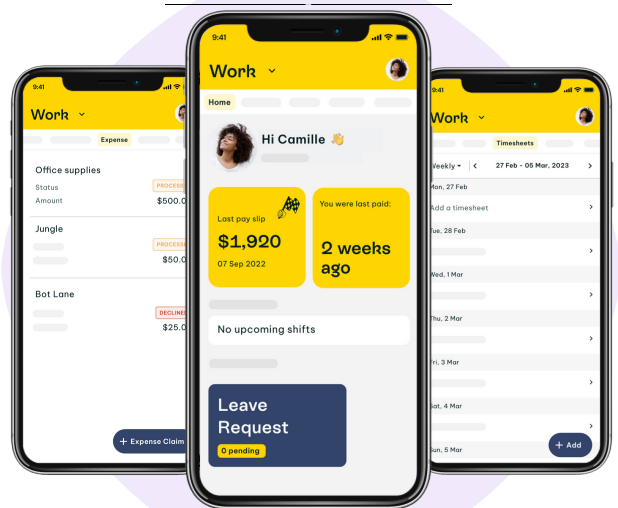 9:41
Work
Expense
Office supplies
Status
Amount
$500.0
Jungle
$50.0
Bot Lane
DECLINED
$25.0
+ Expense Claim
9:41
Work
Home
Hi Camille 👋
Last pay slip
$1,920
07 Sep 2022
You were last paid:
2 weeks
ago
No upcoming shifts
Leave
Request
0 pending
9:41
Work
Timesheets
Weekly
27 Feb - 05 Mar, 2023
Mon, 27 Feb
Add a timesheet
Tue, 28 Feb
Wed, 1 Mar
Thu, 2 Mar
Fri, 3 Mar
Sat, 4 Mar
Sun, 5 Mar
+ Add